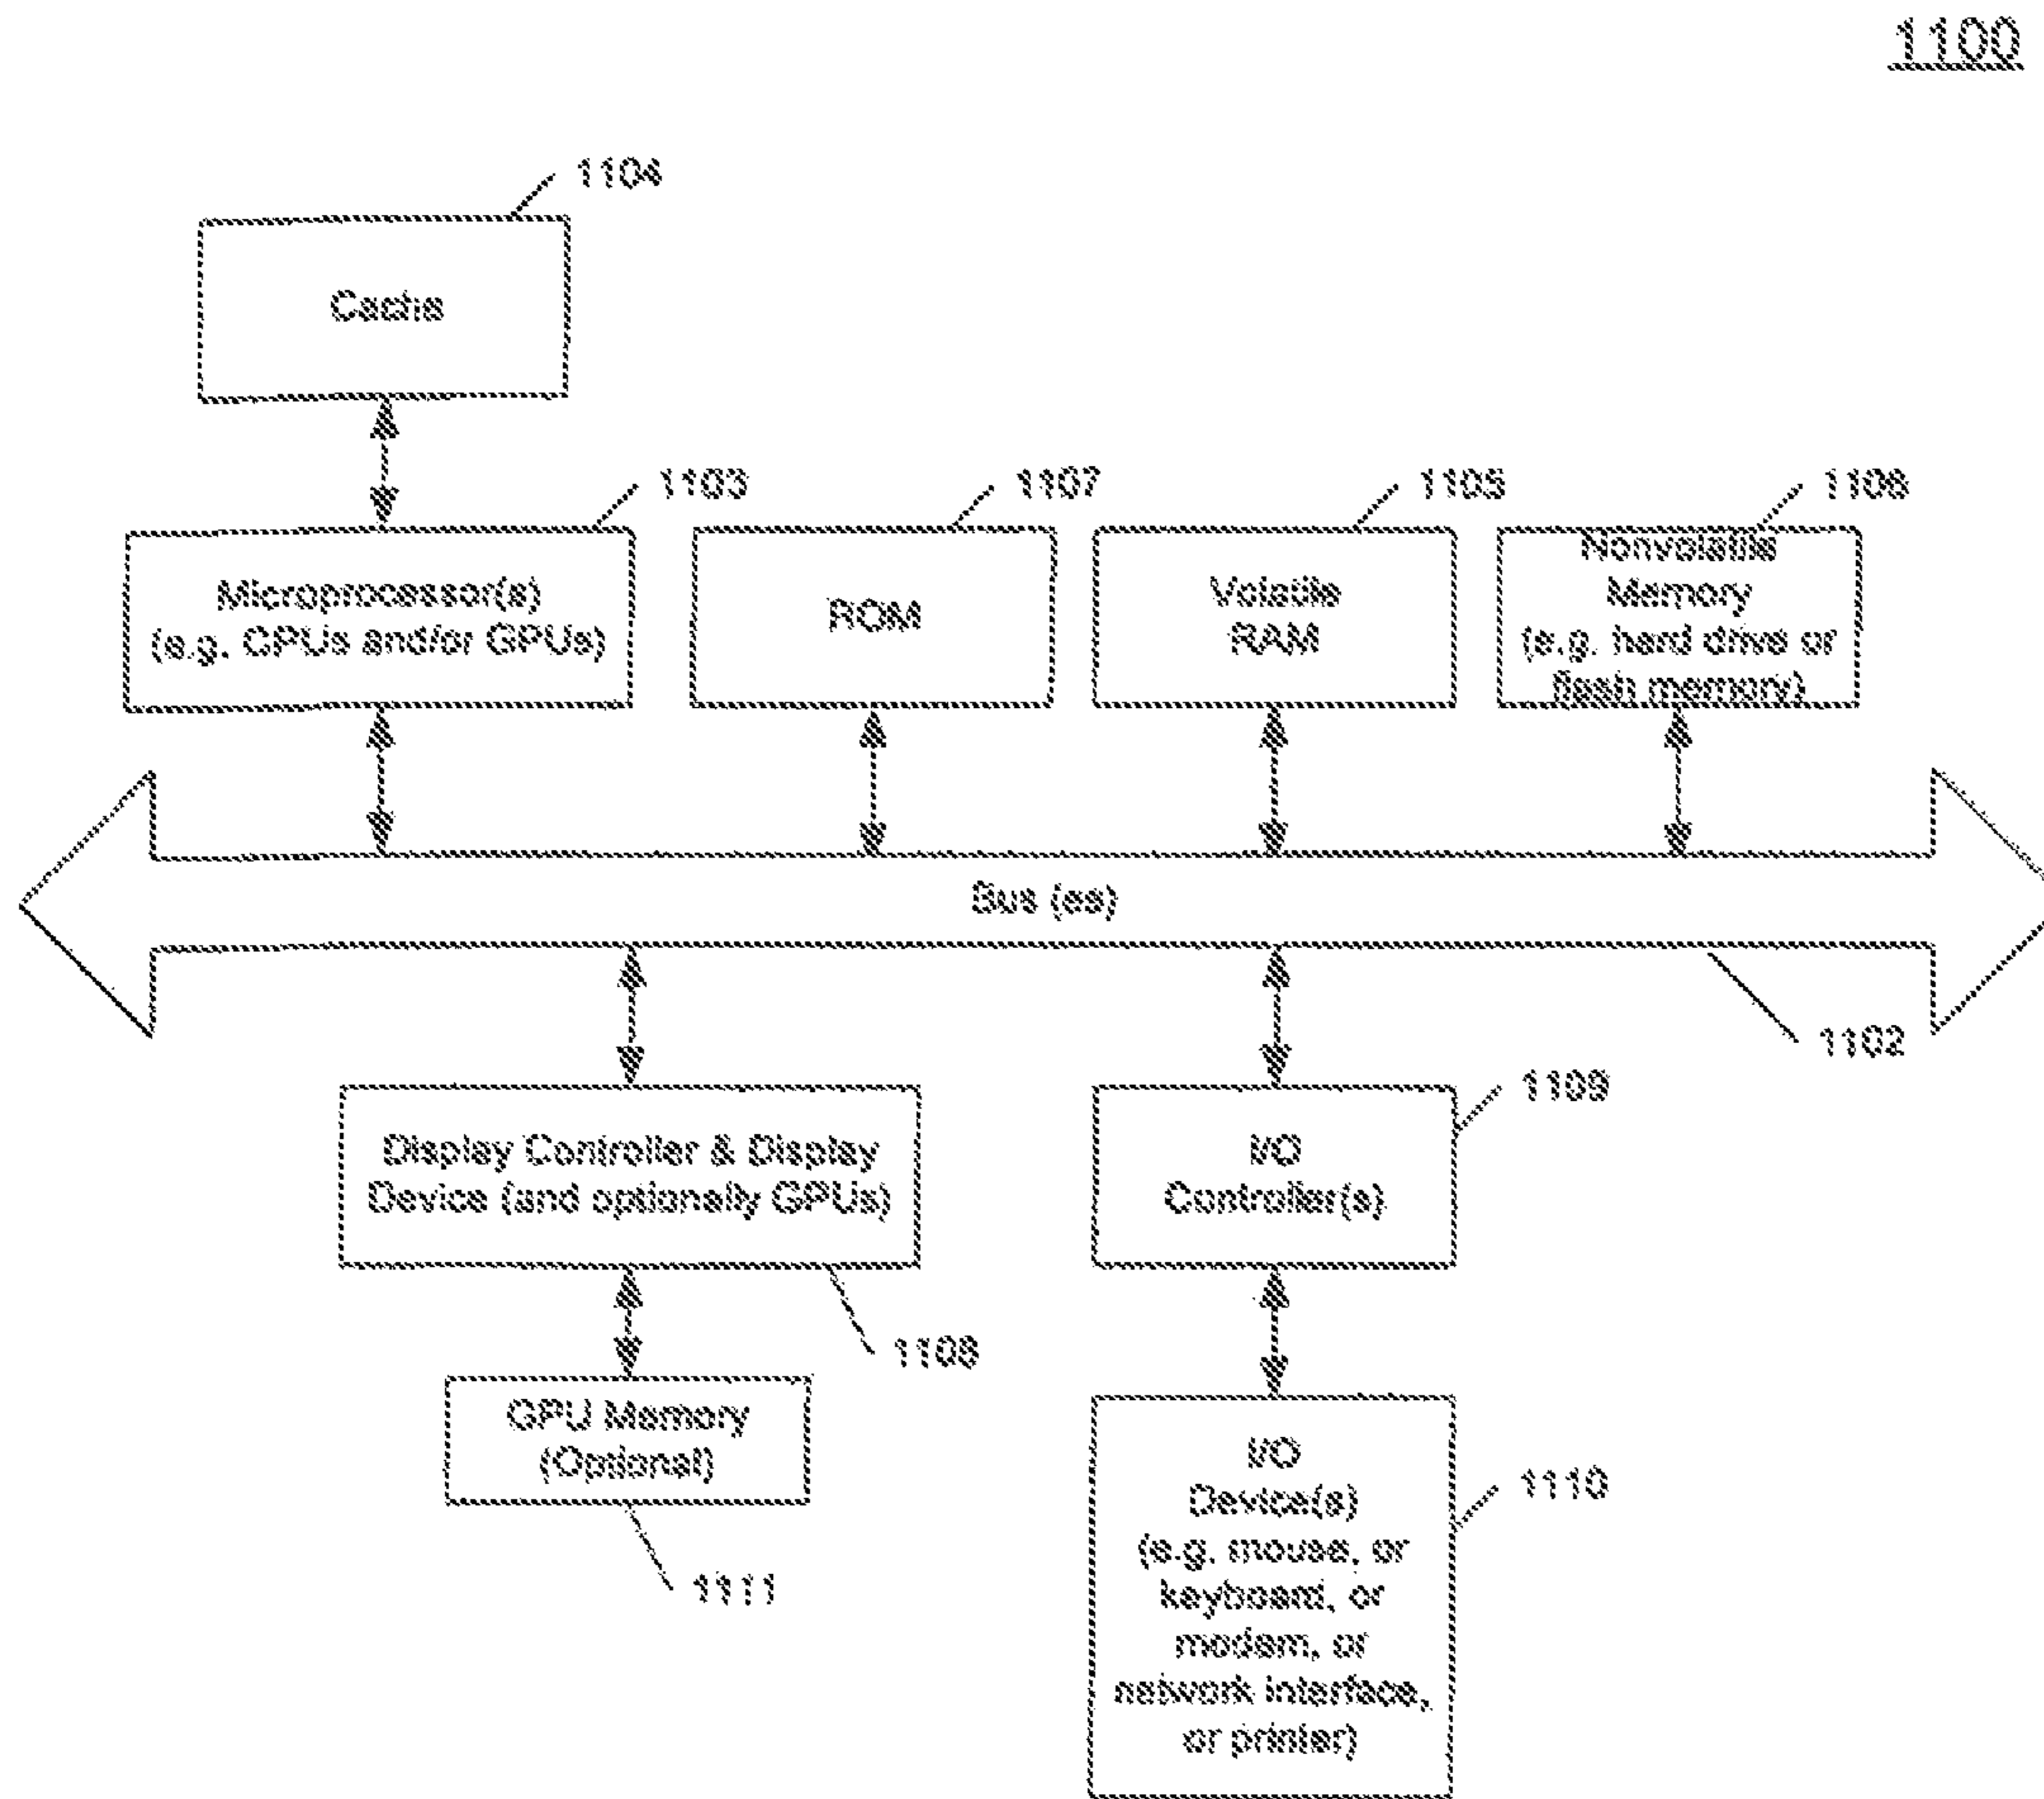 1100
1104
Cache
1103
1107
1105
1106
Microprocessor(s)
(e.g. CPUs and/or GPUs)
ROM
Volatile
RAM
Nonvolatile
Memory
(e.g. hard drive or
flash memory)
Bus (es)
1102
1109
Display Controller & Display
Device (and optionally GPUs)
I/O
Controller(s)
1108
GPU Memory
(Optional)
1111
I/O
Device(s)
(e.g. mouse, or
keyboard, or
modem, or
network interface,
or printer)
1110